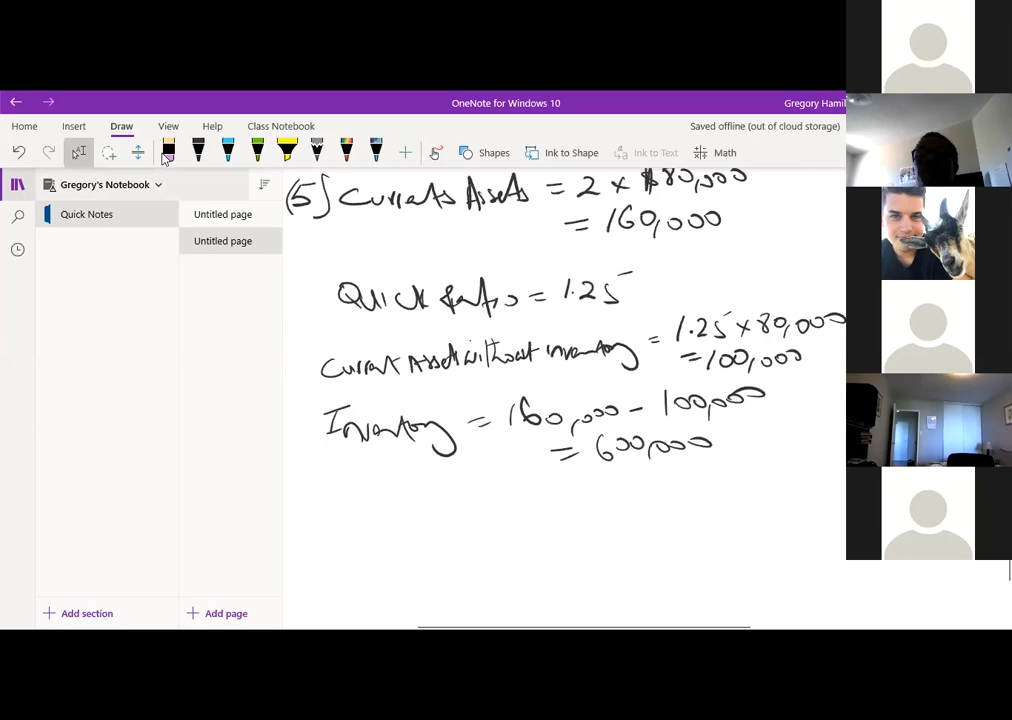 OneNote for Windows 10
Gregory Hamil
Home Insert Draw View Help Class Notebook
Saved offline (out of cloud storage)
Shapes Ink to Shape Ink to Text Math
Gregory's Notebook
Quick Notes
Untitled page
Untitled page
(5) Currents Assets = 2 × $80,000
= 160,000
Quick Ratio = 1.25
Current Asset without inventory = 1.25 × 80,000
= 100,000
Inventory = 160,000 - 100,000
= 600,000
Add section
Add page